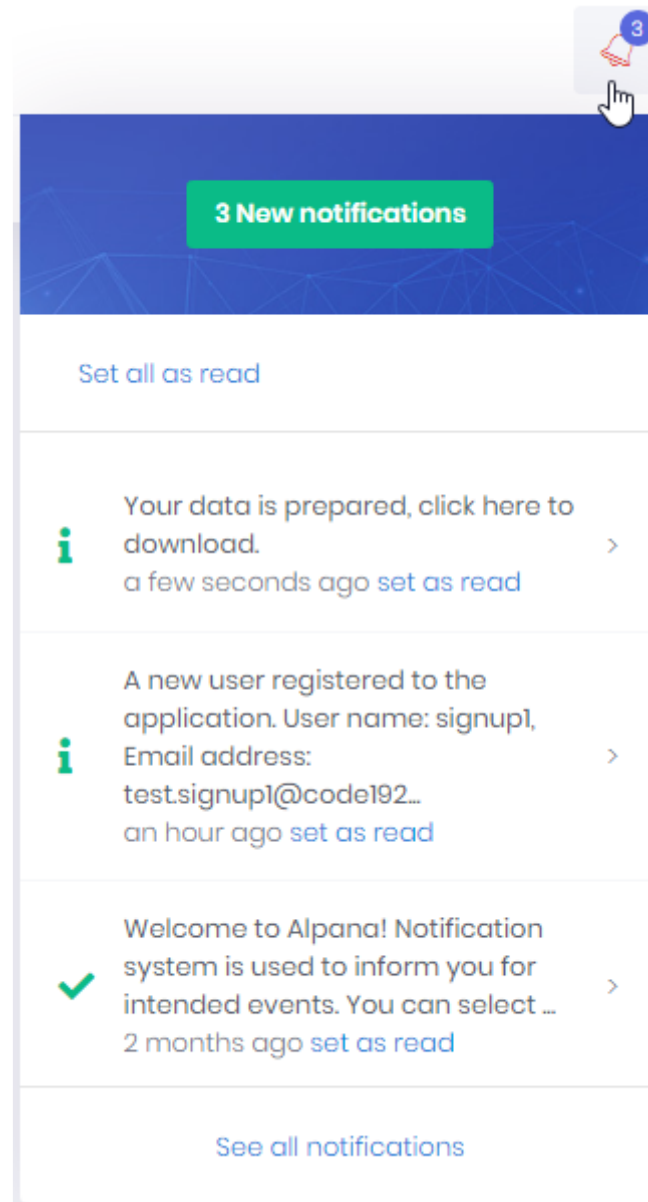 3
3 New notifications
Set all as read
Your data is prepared, click here to
download.
a few seconds ago set as read
A new user registered to the
application. User name: signup1,
Email address:
test.signup1@code192...
an hour ago set as read
Welcome to Alpana! Notification
system is used to inform you for
intended events. You can select ...
2 months ago set as read
See all notifications